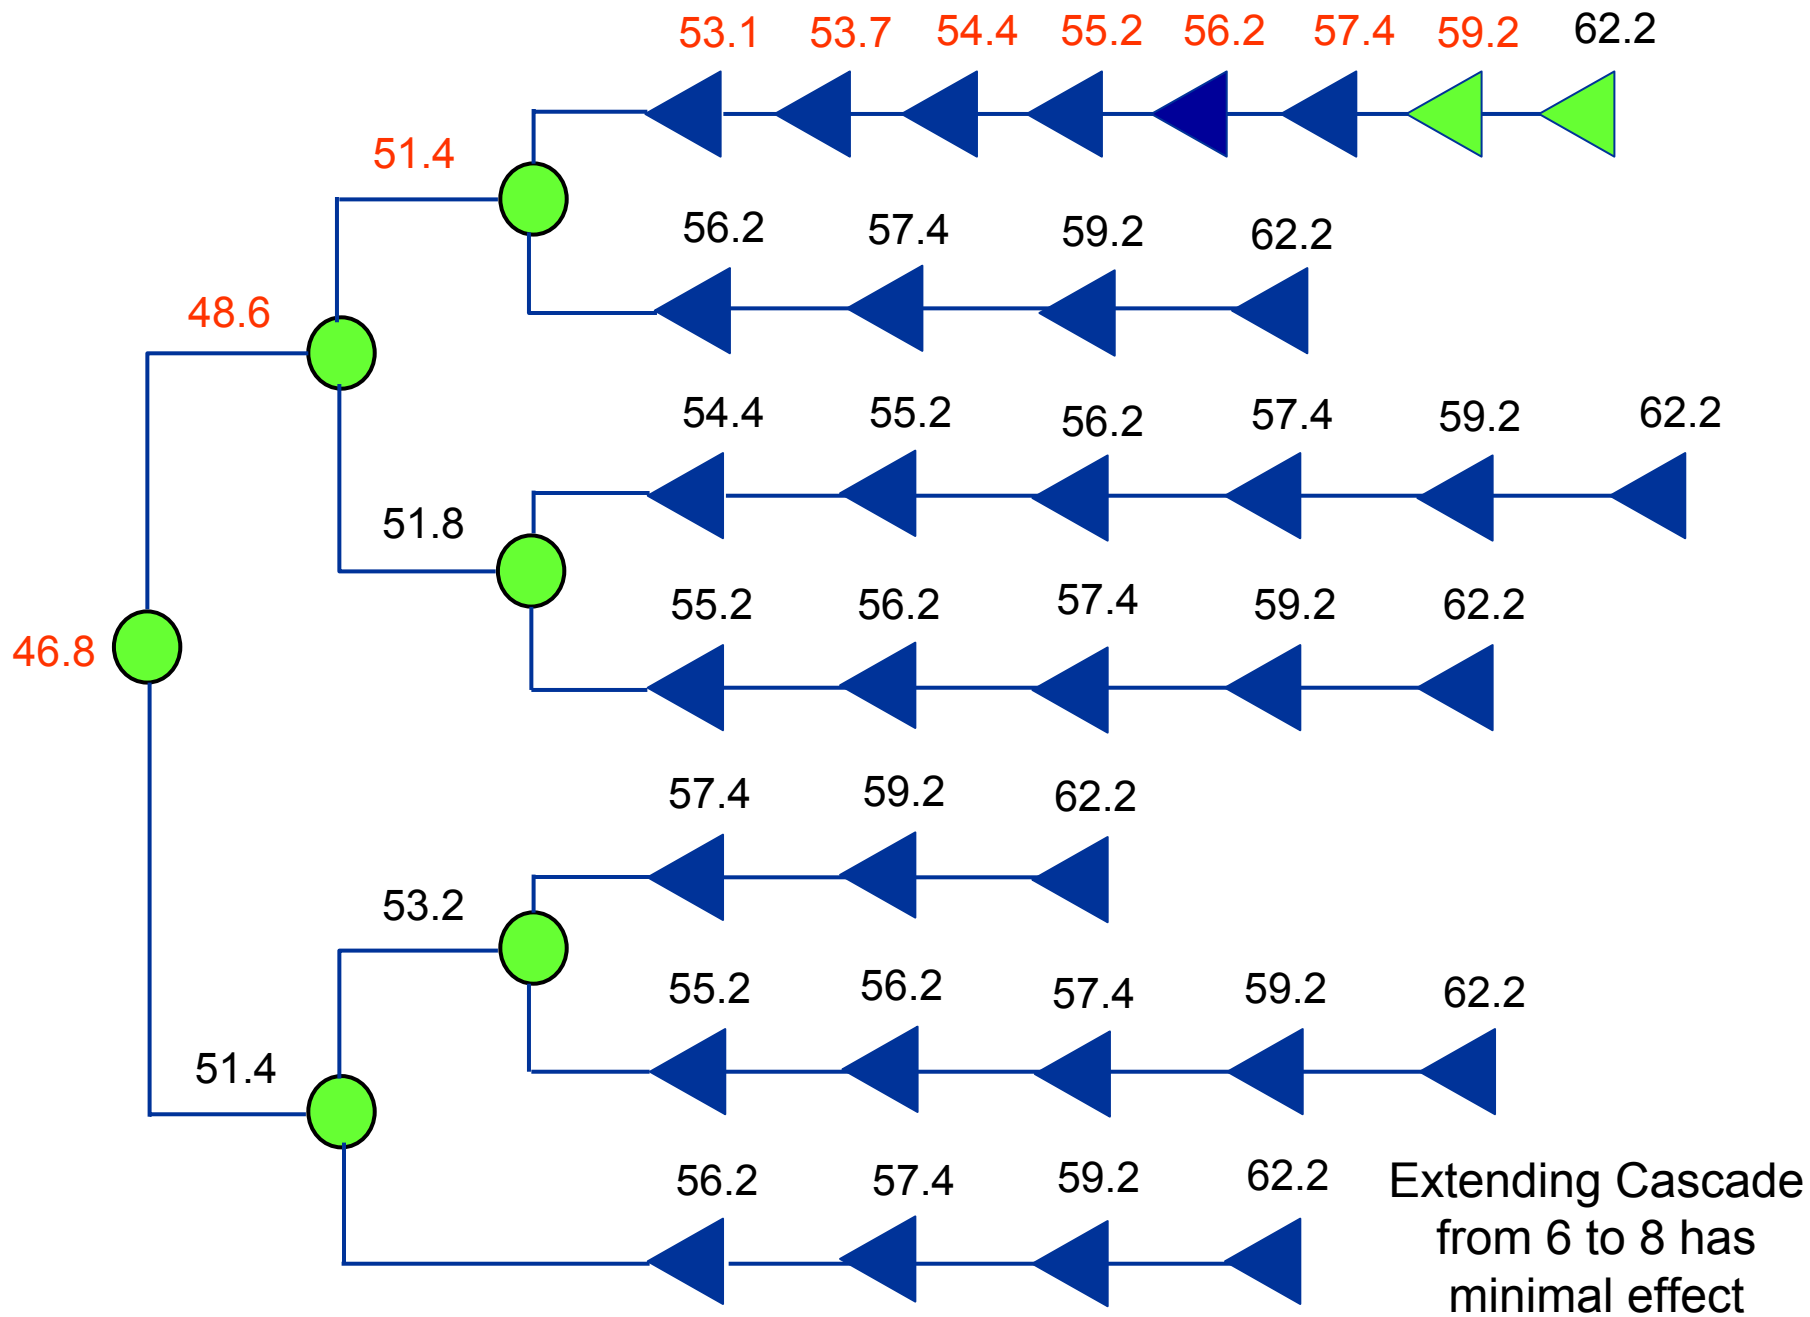 53.1 53.7 54.4 55.2 56.2 57.4 59.2 62.2
51.4
56.2 57.4 59.2 62.2
48.6
54.4 55.2 56.2 57.4 59.2 62.2
51.8
55.2 56.2 57.4 59.2 62.2
46.8
57.4 59.2 62.2
53.2
55.2 56.2 57.4 59.2 62.2
51.4
56.2 57.4 59.2 62.2
Extending Cascade
from 6 to 8 has
minimal effect